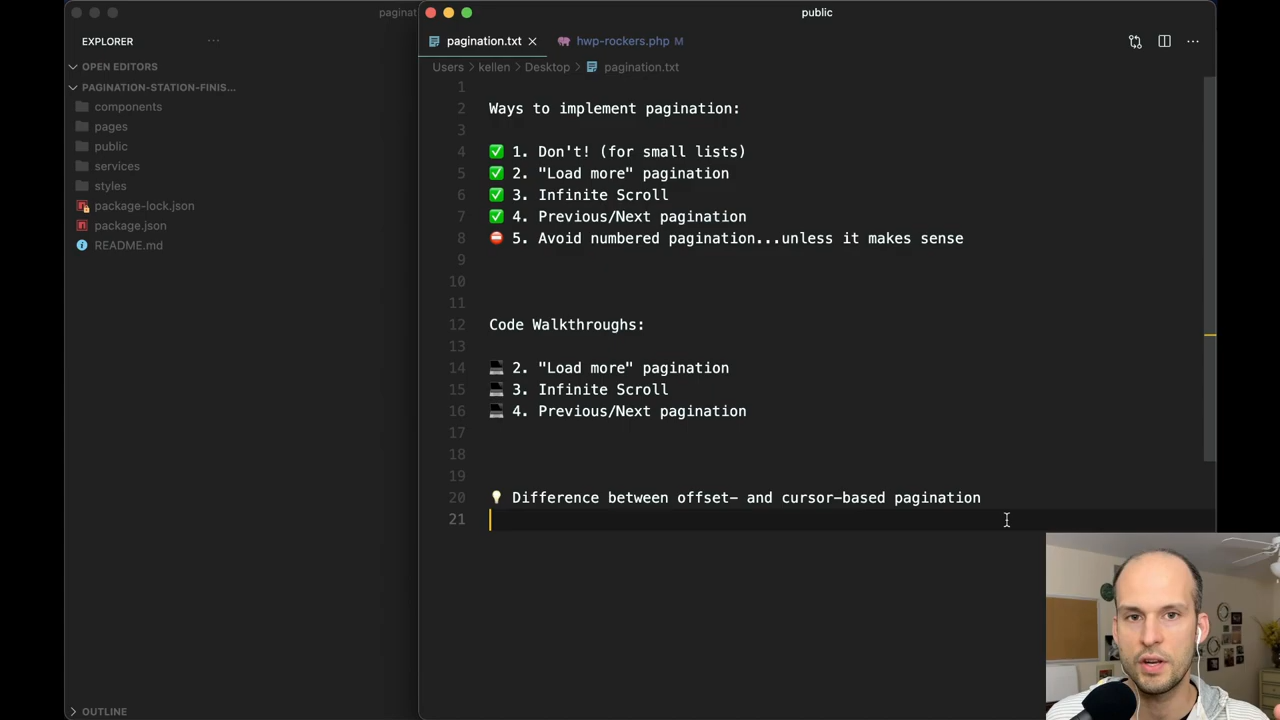 paginat
public
EXPLORER ...
OPEN EDITORS
PAGINATION-STATION-FINIS...
components
pages
public
services
styles
package-lock.json
package.json
README.md
OUTLINE
pagination.txt
hwp-rockers.php M
Users > kellen > Desktop > pagination.txt
1
2 Ways to implement pagination:
3
4 ✅ 1. Don't! (for small lists)
5 ✅ 2. "Load more" pagination
6 ✅ 3. Infinite Scroll
7 ✅ 4. Previous/Next pagination
8 ⛔ 5. Avoid numbered pagination...unless it makes sense
9
10
11
12 Code Walkthroughs:
13
14 💻 2. "Load more" pagination
15 💻 3. Infinite Scroll
16 💻 4. Previous/Next pagination
17
18
19
20 💡 Difference between offset- and cursor-based pagination
21